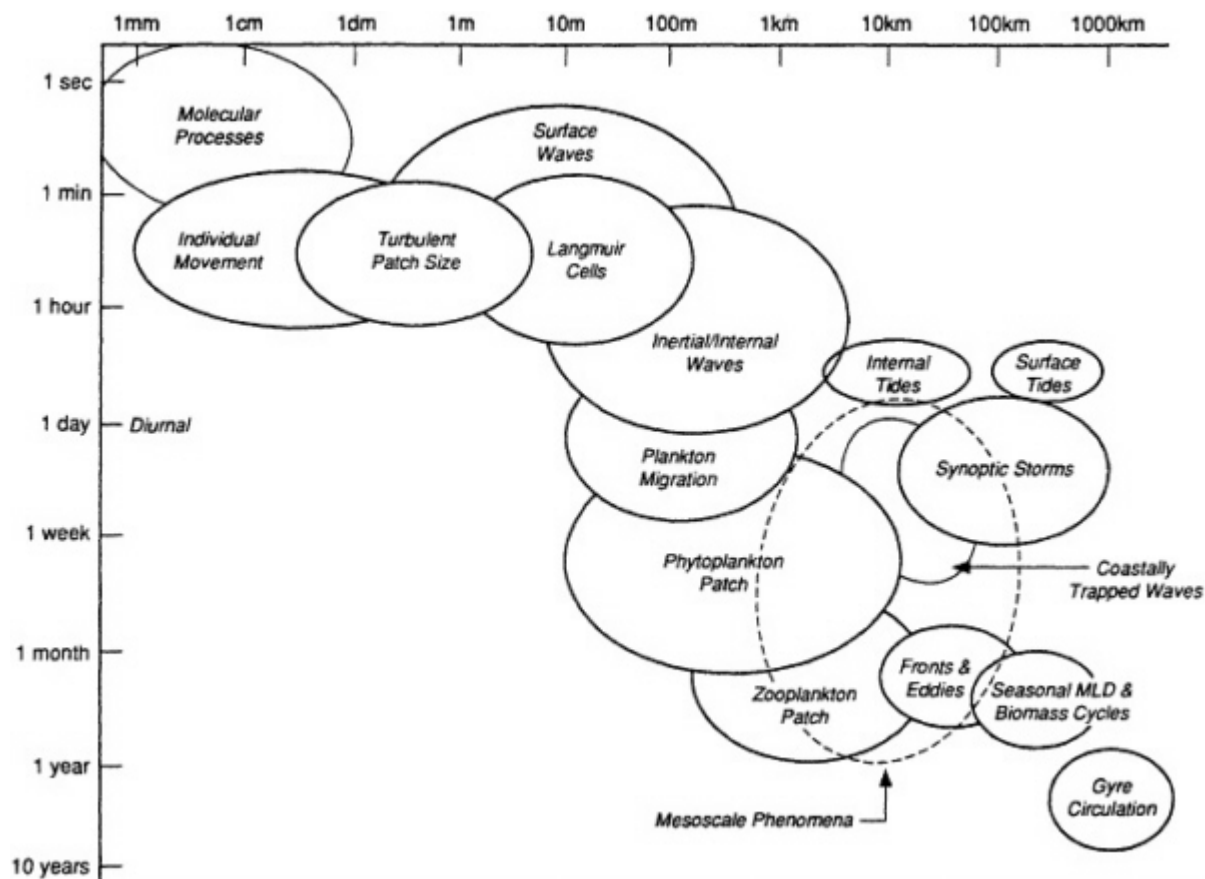 1mm 1cm 1dm 1m 10m 100m 1km 10km 100km 1000km
1 sec
Molecular
Processes
Surface
Waves
1 min
Individual
Movement
Turbulent
Patch Size
Langmuir
Cells
1 hour
Inertial/Internal
Waves
Internal
Tides
Surface
Tides
1 day
Diurnal
Plankton
Migration
Synoptic Storms
1 week
Phytoplankton
Patch
Coastally
Trapped Waves
1 month
Zooplankton
Patch
Fronts &
Eddies
Seasonal MLD &
Biomass Cycles
1 year
Gyre
Circulation
Mesoscale Phenomena
10 years